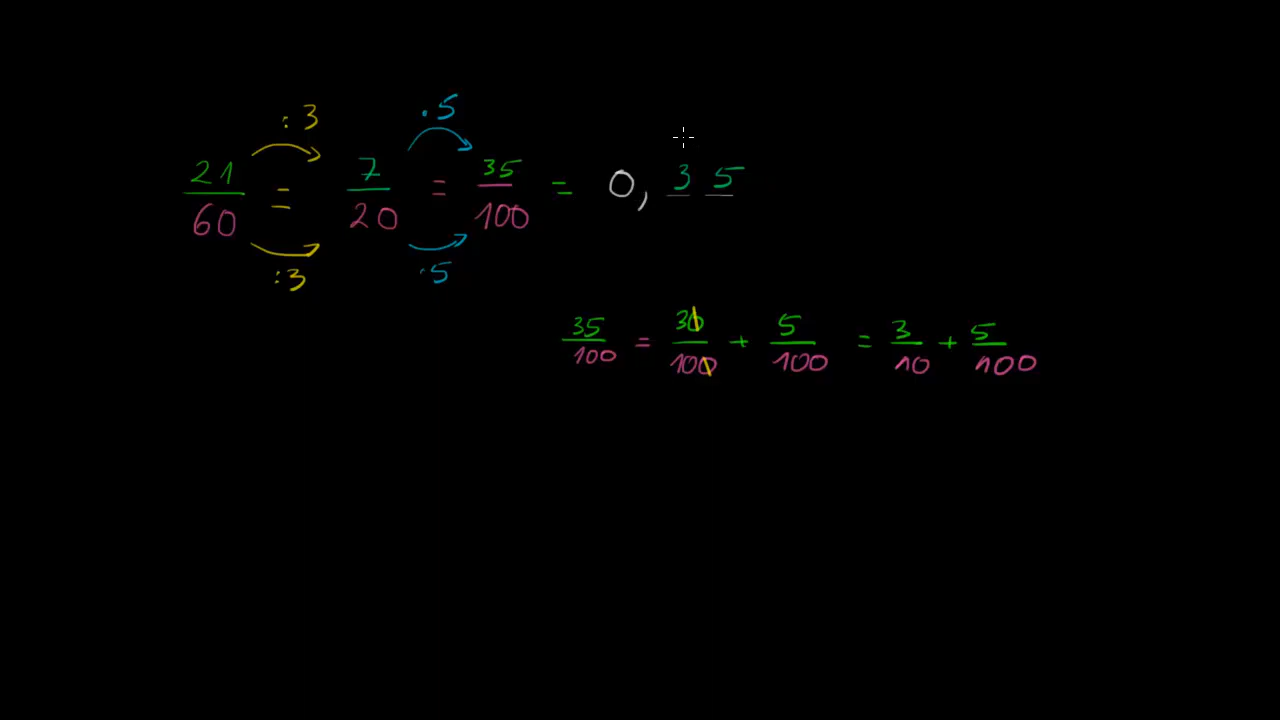 :3 ·5
21/60 = 7/20 = 35/100 = 0,35
:3 ·5
35/100 = 30/100 + 5/100 = 3/10 + 5/100